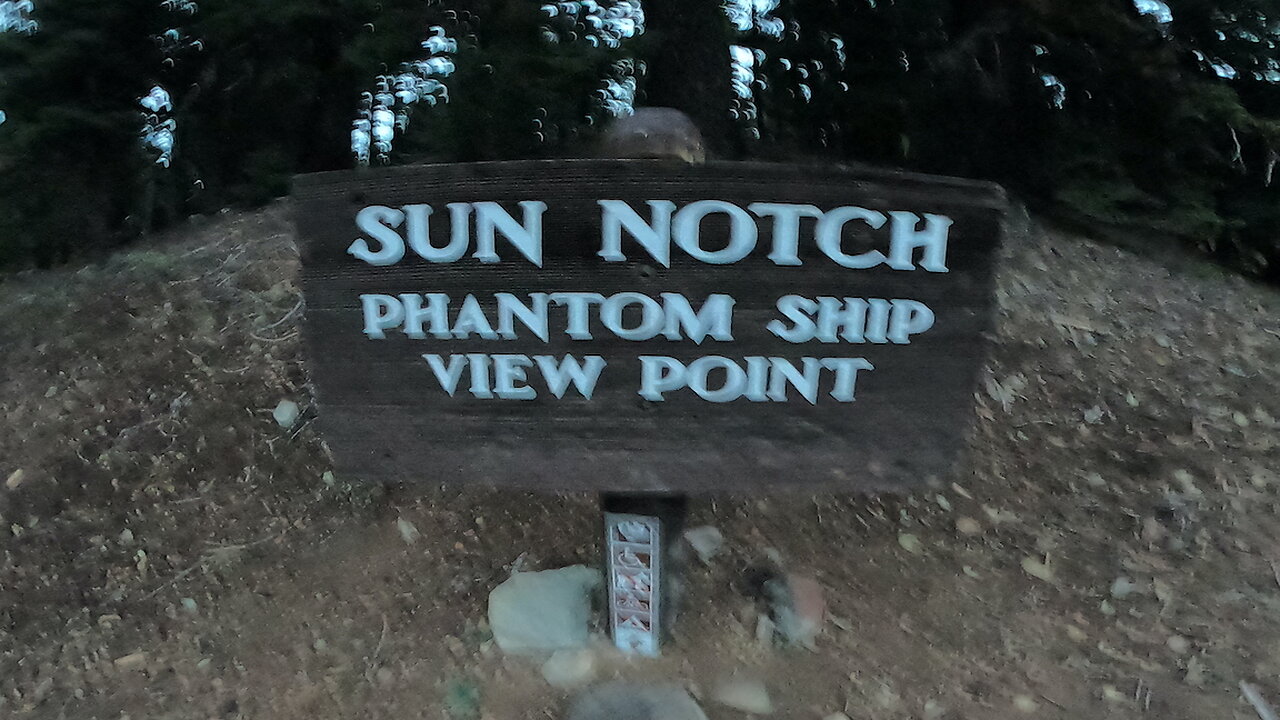 SUN NOTCH
PHANTOM SHIP
VIEW POINT